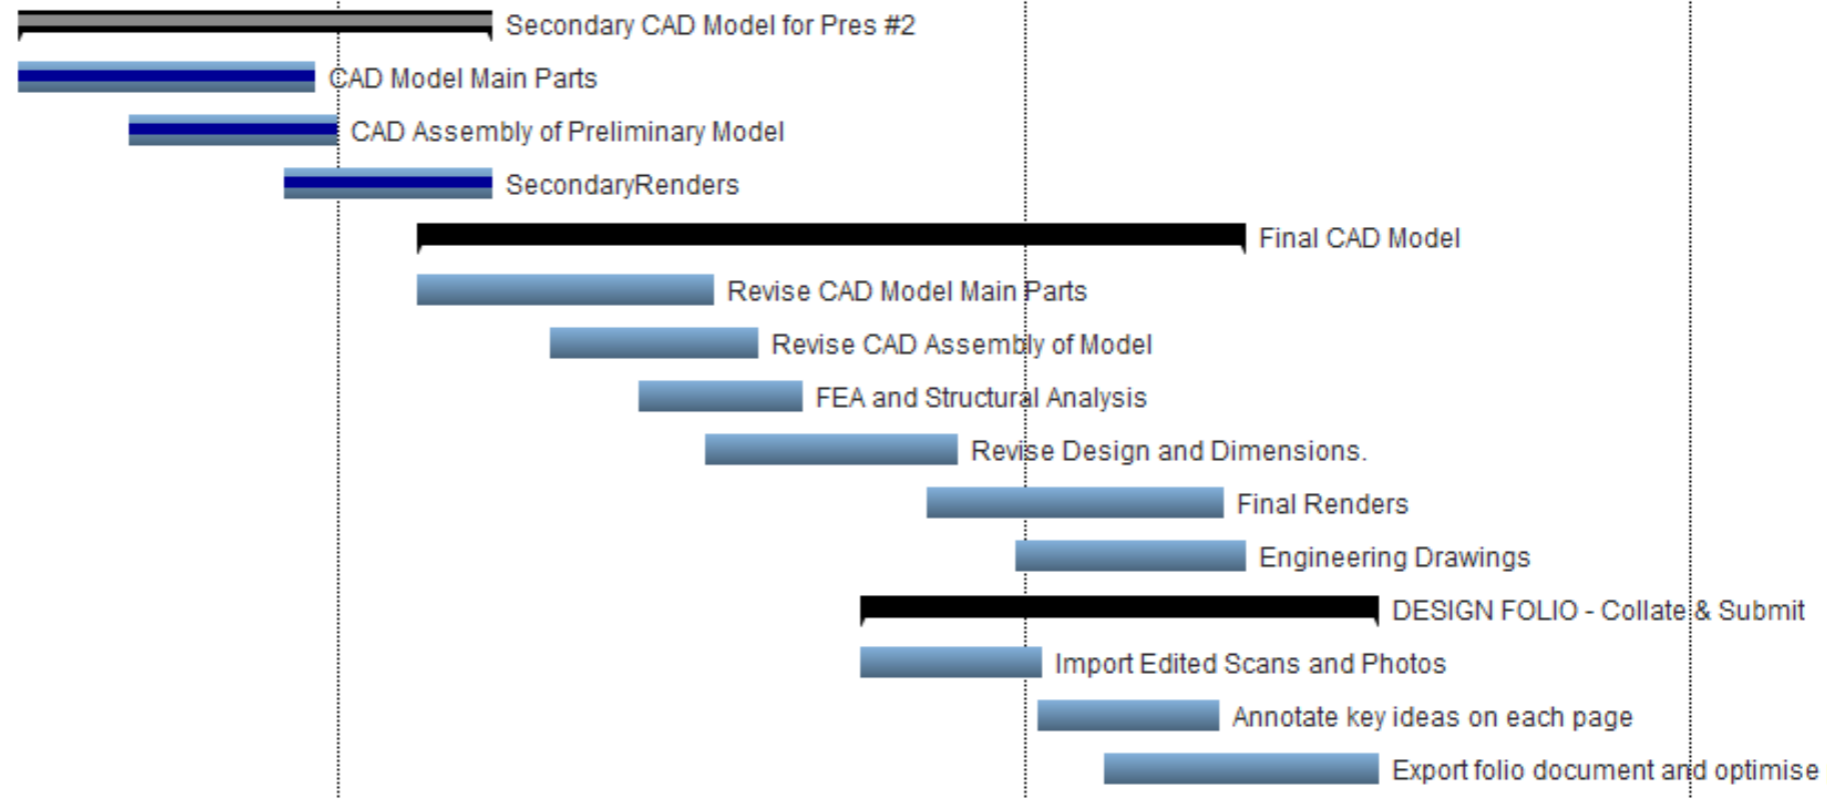 Secondary CAD Model for Pres #2
CAD Model Main Parts
CAD Assembly of Preliminary Model
SecondaryRenders
Final CAD Model
Revise CAD Model Main Parts
Revise CAD Assembly of Model
FEA and Structural Analysis
Revise Design and Dimensions.
Final Renders
Engineering Drawings
DESIGN FOLIO - Collate & Submit
Import Edited Scans and Photos
Annotate key ideas on each page
Export folio document and optimise